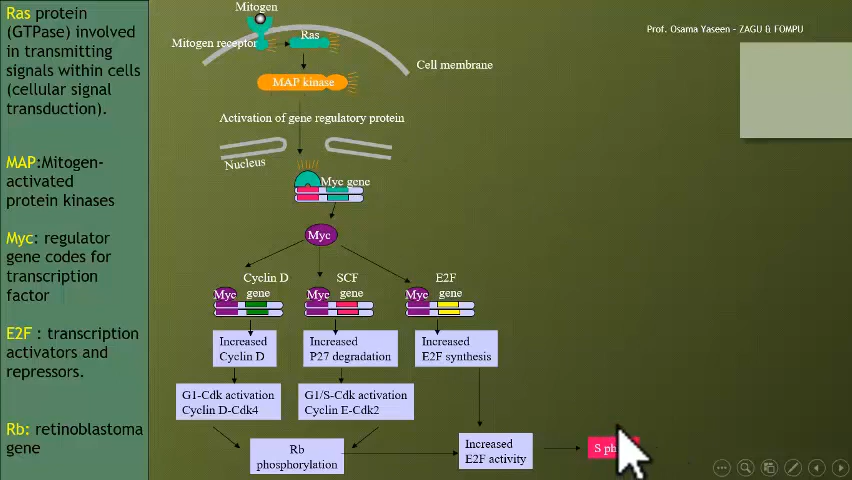 Ras protein
(GTPase) involved
in transmitting
signals within cells
(cellular signal
transduction).
MAP:Mitogen-
activated
protein kinases
Myc: regulator
gene codes for
transcription
factor
E2F : transcription
activators and
repressors.
Rb: retinoblastoma
gene
Prof. Osama Yaseen - ZAGU & FOMPU
Mitogen
Mitogen receptor
Ras
Cell membrane
MAP kinase
Activation of gene regulatory protein
Nucleus
Myc gene
Myc
Cyclin D
gene
Myc
SCF
gene
Myc
E2F
gene
Myc
Increased
Cyclin D
Increased
P27 degradation
Increased
E2F synthesis
G1-Cdk activation
Cyclin D-Cdk4
G1/S-Cdk activation
Cyclin E-Cdk2
Rb
phosphorylation
Increased
E2F activity
S